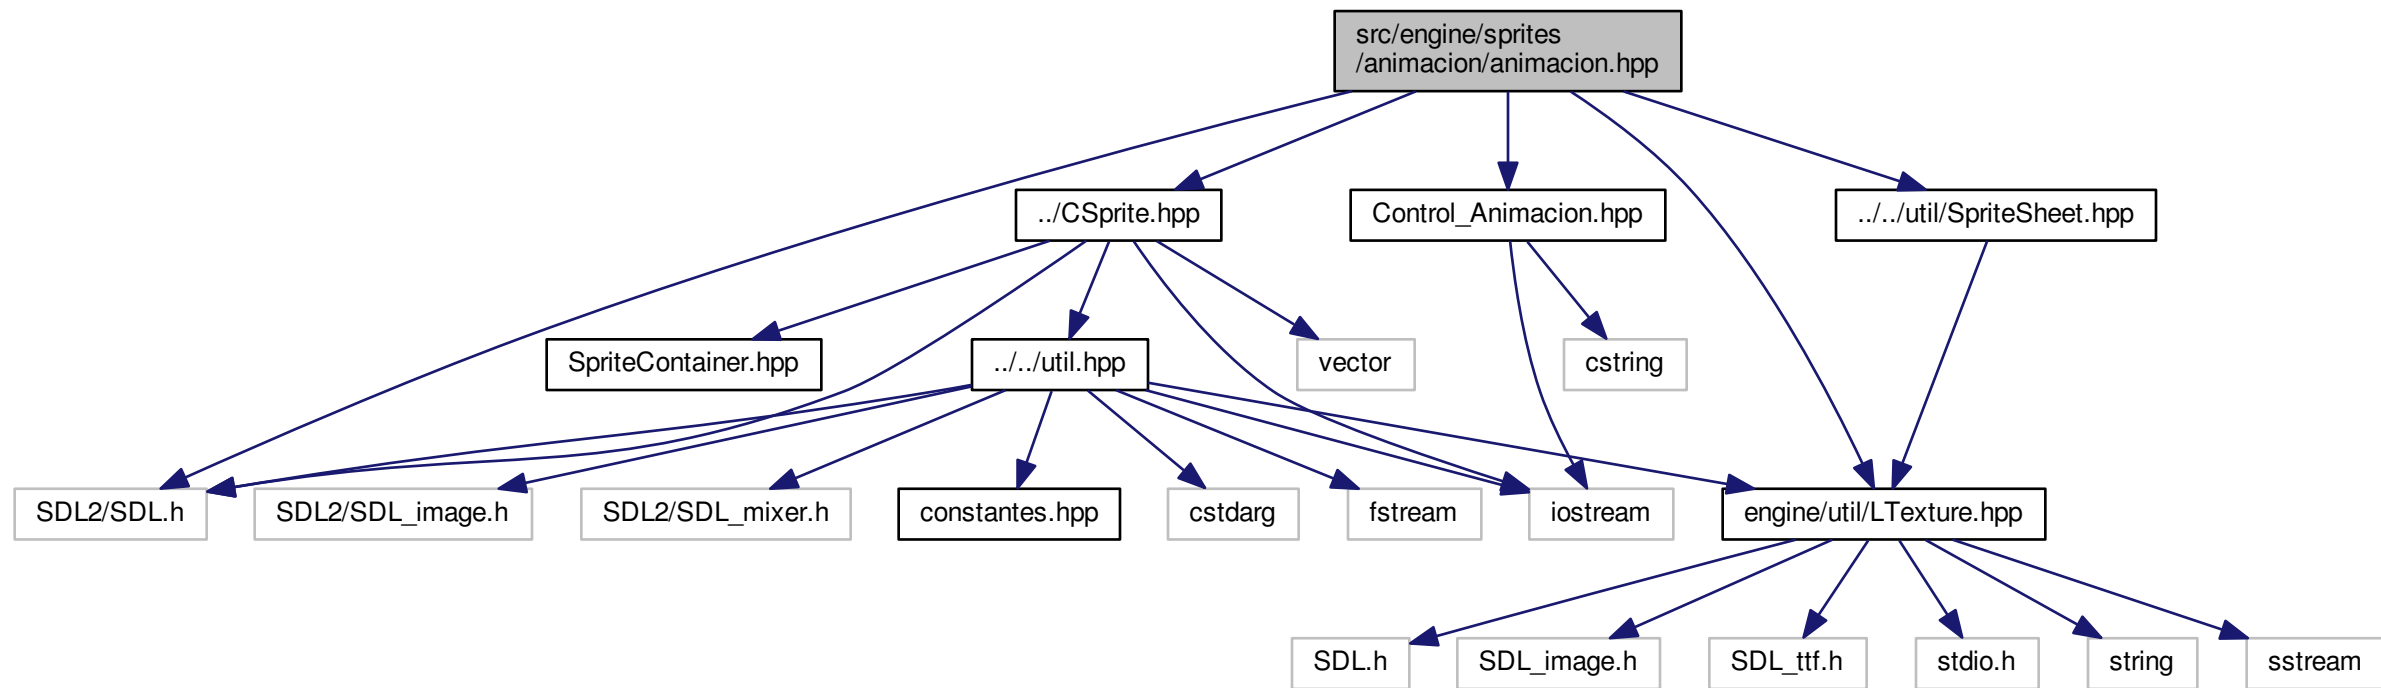 src/engine/sprites
/animacion/animacion.hpp
../CSprite.hpp
Control_Animacion.hpp
../../util/SpriteSheet.hpp
SpriteContainer.hpp
../../util.hpp
vector
cstring
SDL2/SDL.h
SDL2/SDL_image.h
SDL2/SDL_mixer.h
constantes.hpp
cstdarg
fstream
iostream
engine/util/LTexture.hpp
SDL.h
SDL_image.h
SDL_ttf.h
stdio.h
string
sstream